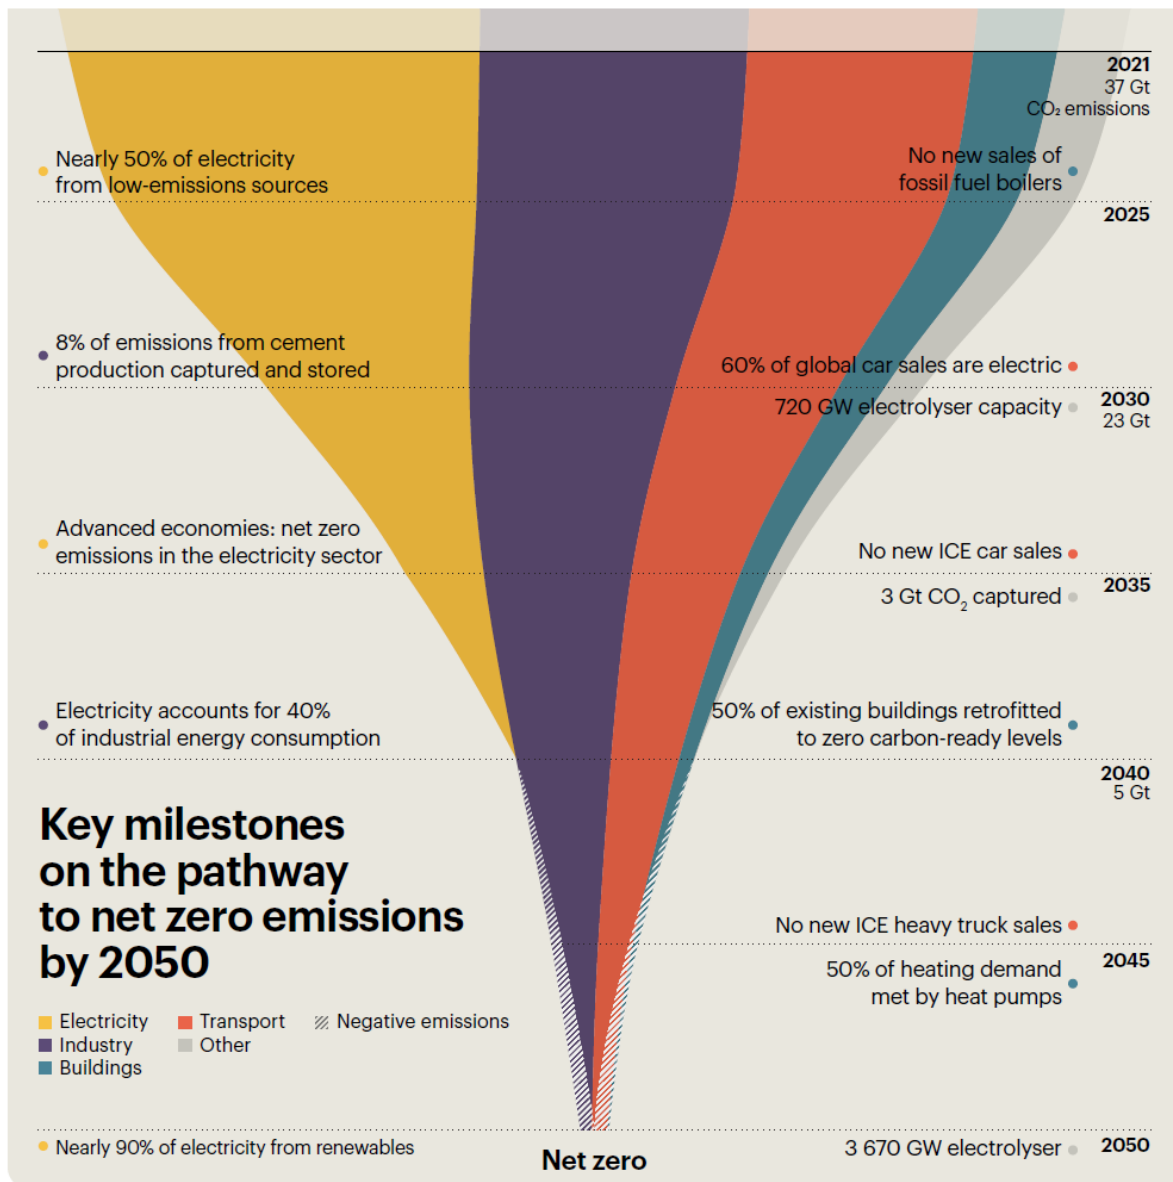 2021
37 Gt
CO₂ emissions
Nearly 50% of electricity
from low-emissions sources
No new sales of
fossil fuel boilers
2025
8% of emissions from cement
production captured and stored
60% of global car sales are electric
720 GW electrolyser capacity
2030
23 Gt
Advanced economies: net zero
emissions in the electricity sector
No new ICE car sales
3 Gt CO₂ captured
2035
Electricity accounts for 40%
of industrial energy consumption
50% of existing buildings retrofitted
to zero carbon-ready levels
2040
5 Gt
Key milestones
on the pathway
to net zero emissions
by 2050
No new ICE heavy truck sales
2045
50% of heating demand
met by heat pumps
Electricity Transport Negative emissions
Industry Other
Buildings
Nearly 90% of electricity from renewables
Net zero
3 670 GW electrolyser
2050